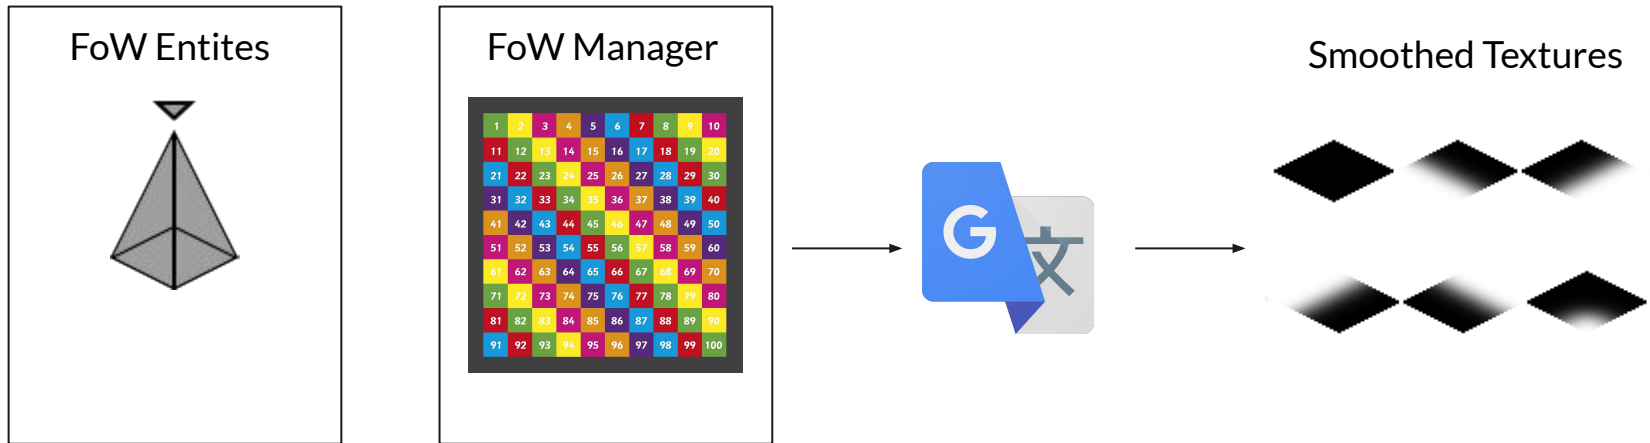 FoW Entites
FoW Manager
Smoothed Textures
1 2 3 4 5 6 7 8 9 10
11 12 13 14 15 16 17 18 19 20
21 22 23 24 25 26 27 28 29 30
31 32 33 34 35 36 37 38 39 40
41 42 43 44 45 46 47 48 49 50
51 52 53 54 55 56 57 58 59 60
61 62 63 64 65 66 67 68 69 70
71 72 73 74 75 76 77 78 79 80
81 82 83 84 85 86 87 88 89 90
91 92 93 94 95 96 97 98 99 100
G 文